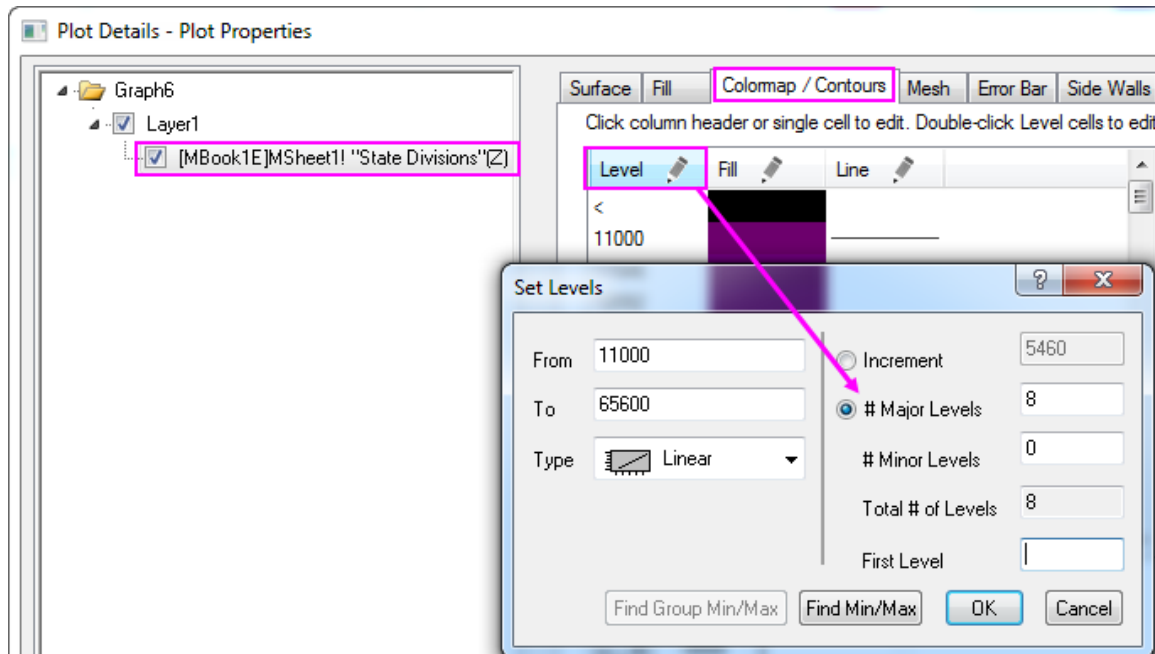 Plot Details - Plot Properties
Graph6
Layer1
[MBook1E]MSheet1! "State Divisions"(Z)
Surface Fill Colormap / Contours Mesh Error Bar Side Walls
Click column header or single cell to edit. Double-click Level cells to edit
Level Fill Line
<
11000
Set Levels
From 11000
To 65600
Type Linear
Increment 5460
# Major Levels 8
# Minor Levels 0
Total # of Levels 8
First Level
Find Group Min/Max Find Min/Max OK Cancel